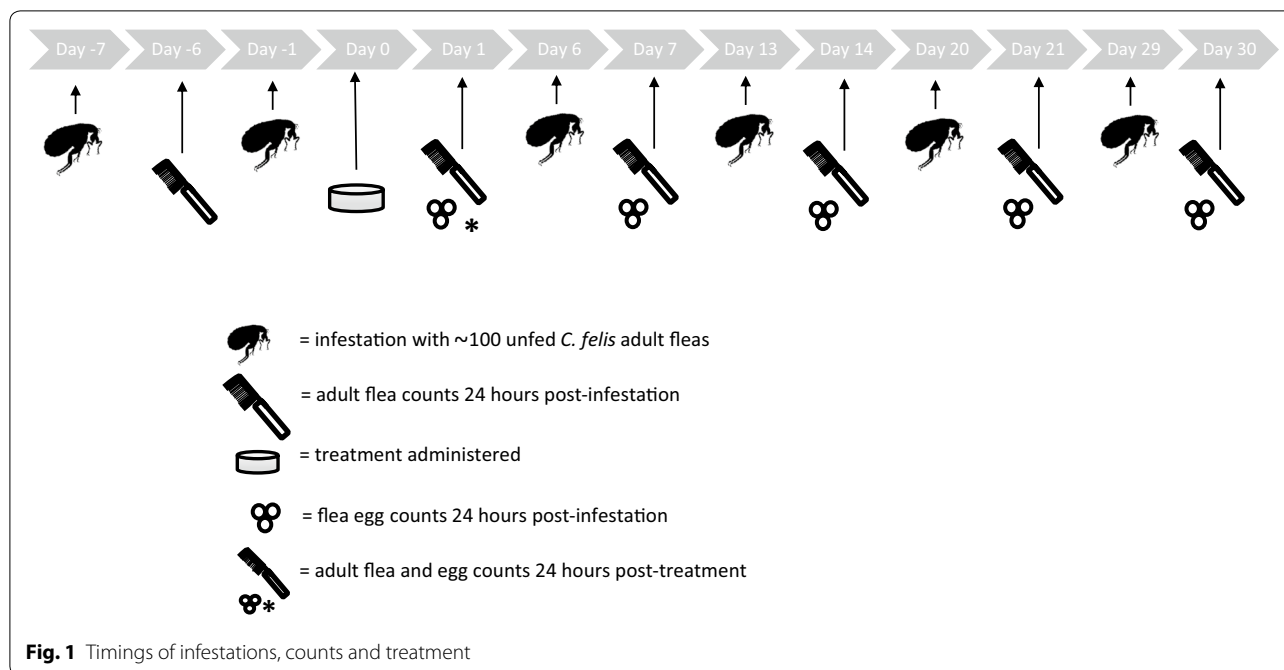 Day -7 Day -6 Day -1 Day 0 Day 1 Day 6 Day 7 Day 13 Day 14 Day 20 Day 21 Day 29 Day 30
*
= infestation with ~100 unfed C. felis adult fleas
= adult flea counts 24 hours post-infestation
= treatment administered
= flea egg counts 24 hours post-infestation
= adult flea and egg counts 24 hours post-treatment
*
Fig. 1 Timings of infestations, counts and treatment